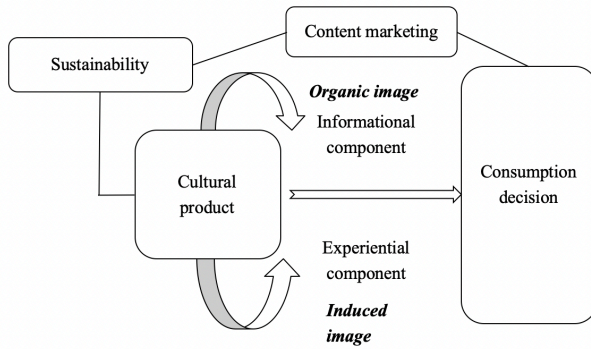 Content marketing
Sustainability
Organic image
Informational
component
Cultural
product
Consumption
decision
Experiential
component
Induced
image